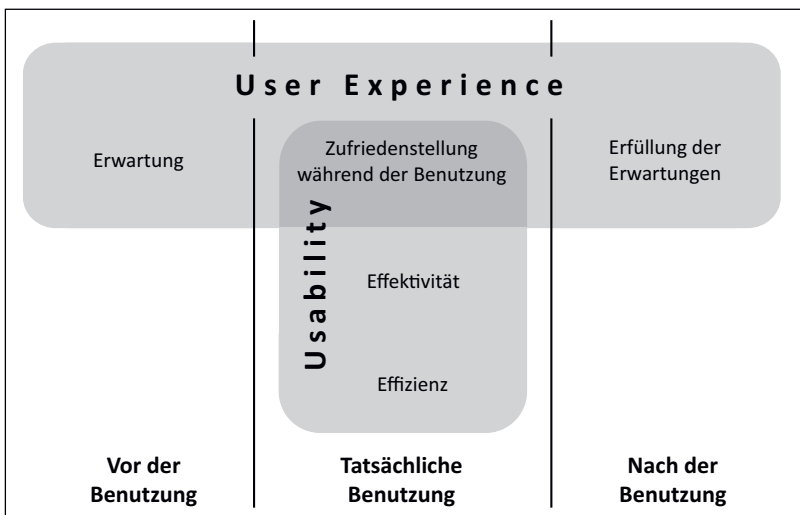 User Experience
Erwartung
Zufriedenstellung
während der Benutzung
Erfüllung der
Erwartungen
Usability
Effektivität
Effizienz
Vor der
Benutzung
Tatsächliche
Benutzung
Nach der
Benutzung